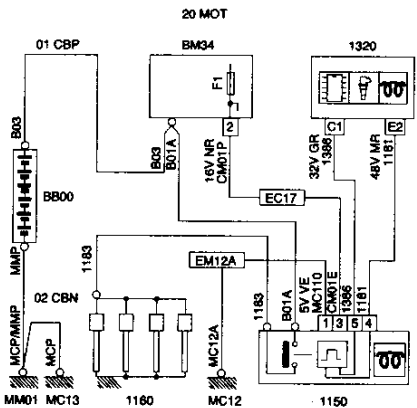 20 MOT
01 CBP
BM34
1320
F1
B03
2
C1
E2
B03
B01A
16V NR
CM01P
32V GR
1386
48V MR
1161
BB00
EC17
MMP
1183
EM12A
02 CBN
1183
B01A
5V VE
MC110
CM01E
1386
1161
1 3 5 4
MCP/MMP
MCP
MC12A
MM01
MC13
1160
MC12
1150